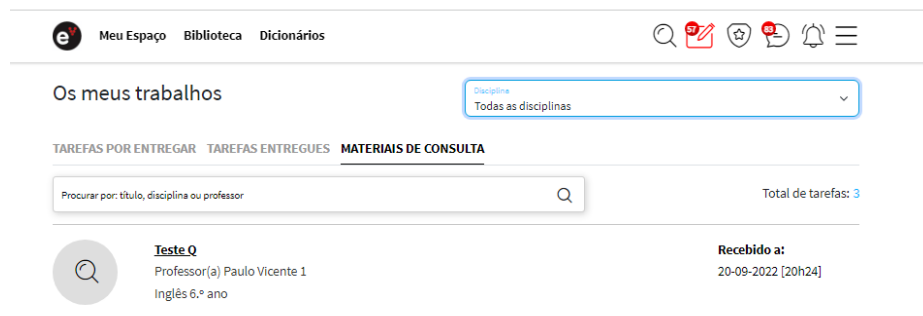 eV Meu Espaço Biblioteca Dicionários 57 83
Os meus trabalhos
Disciplina
Todas as disciplinas
TAREFAS POR ENTREGAR TAREFAS ENTREGUES MATERIAIS DE CONSULTA
Procurar por: título, disciplina ou professor
Total de tarefas: 3
Teste Q
Recebido a:
Professor(a) Paulo Vicente 1
20-09-2022 [20h24]
Inglês 6.º ano